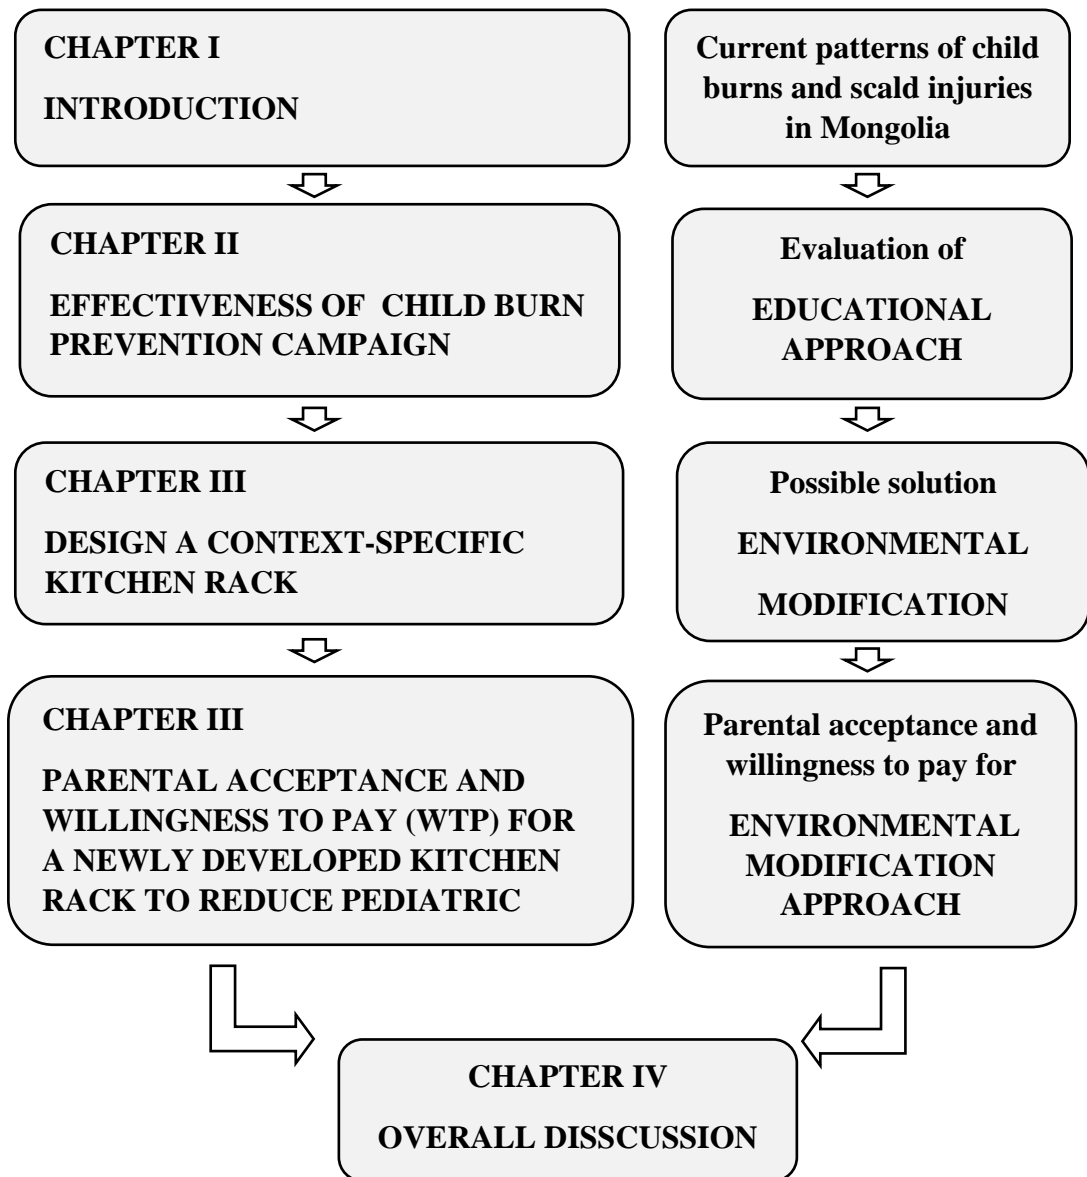 CHAPTER I
INTRODUCTION
Current patterns of child
burns and scald injuries
in Mongolia
CHAPTER II
EFFECTIVENESS OF CHILD BURN
PREVENTION CAMPAIGN
Evaluation of
EDUCATIONAL
APPROACH
CHAPTER III
DESIGN A CONTEXT-SPECIFIC
KITCHEN RACK
Possible solution
ENVIRONMENTAL
MODIFICATION
CHAPTER III
PARENTAL ACCEPTANCE AND
WILLINGNESS TO PAY (WTP) FOR
A NEWLY DEVELOPED KITCHEN
RACK TO REDUCE PEDIATRIC
Parental acceptance and
willingness to pay for
ENVIRONMENTAL
MODIFICATION
APPROACH
CHAPTER IV
OVERALL DISSCUSSION